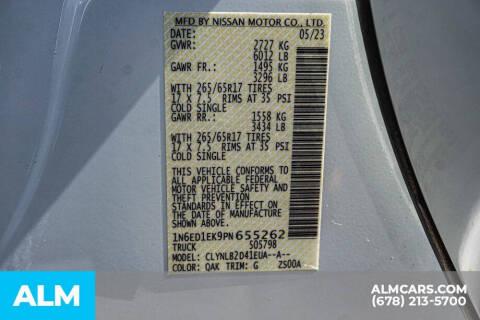 MFD BY NISSAN MOTOR CO., LTD.
DATE: 05/23
GVWR: 2727 KG
6012 LB
GAWR FR.: 1495 KG
3296 LB
WITH 265/65R17 TIRES
17 X 7.5 RIMS AT 35 PSI
COLD SINGLE
GAWR RR.: 1558 KG
3434 LB
WITH 265/65R17 TIRES
17 X 7.5 RIMS AT 35 PSI
COLD SINGLE
THIS VEHICLE CONFORMS TO
ALL APPLICABLE FEDERAL
MOTOR VEHICLE SAFETY AND
THEFT PREVENTION
STANDARDS IN EFFECT ON THE
DATE OF MANUFACTURE
SHOWN ABOVE.
1N6ED1EK9PN655262
TRUCK S05798
MODEL: CLYNLB2D41EUA--A--
COLOR: QAK TRIM: G ZS00A
ALM
ALMCARS.COM
(678) 213-5700